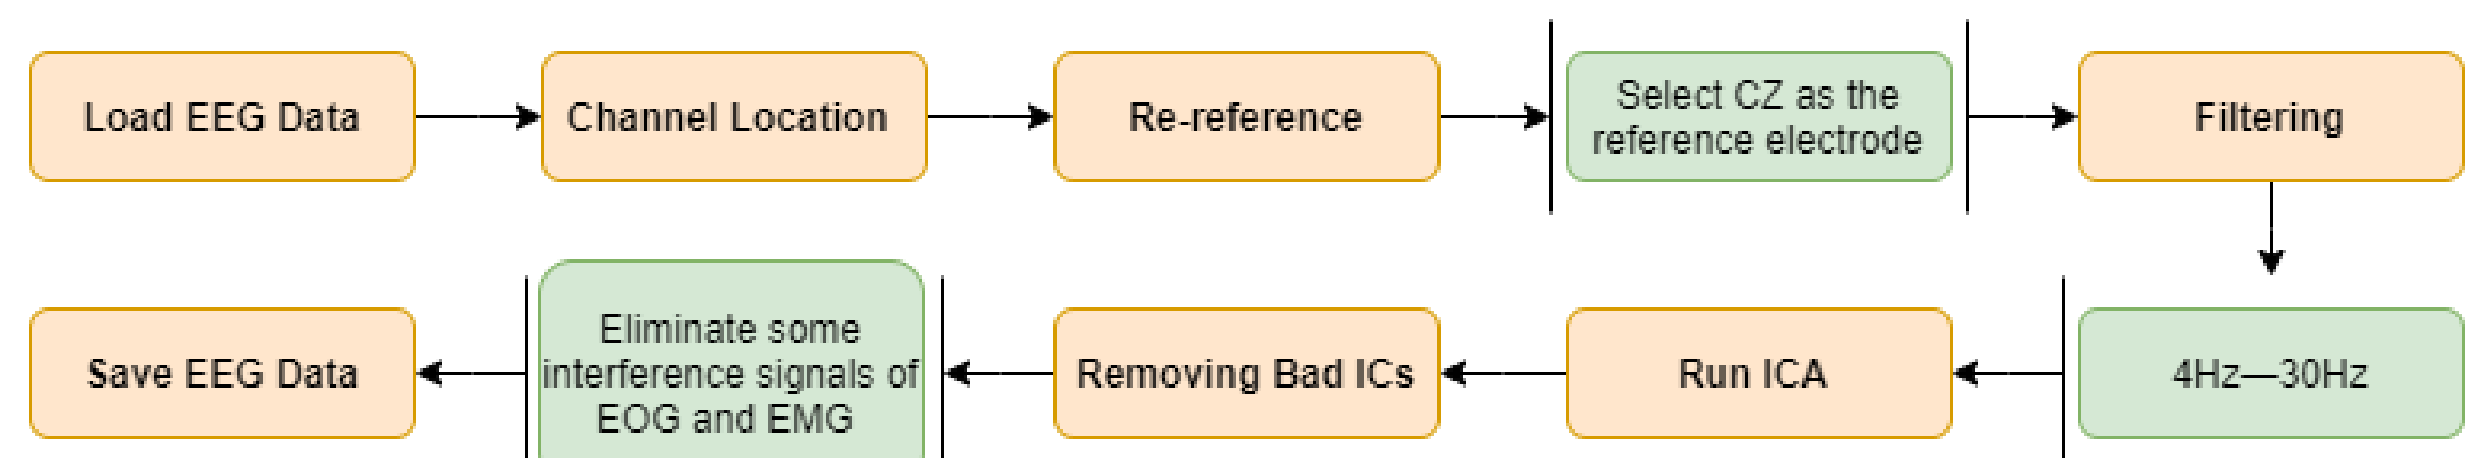 Load EEG Data
Channel Location
Re-reference
Select CZ as the
reference electrode
Filtering
4Hz—30Hz
Run ICA
Removing Bad ICs
Eliminate some
interference signals of
EOG and EMG
Save EEG Data